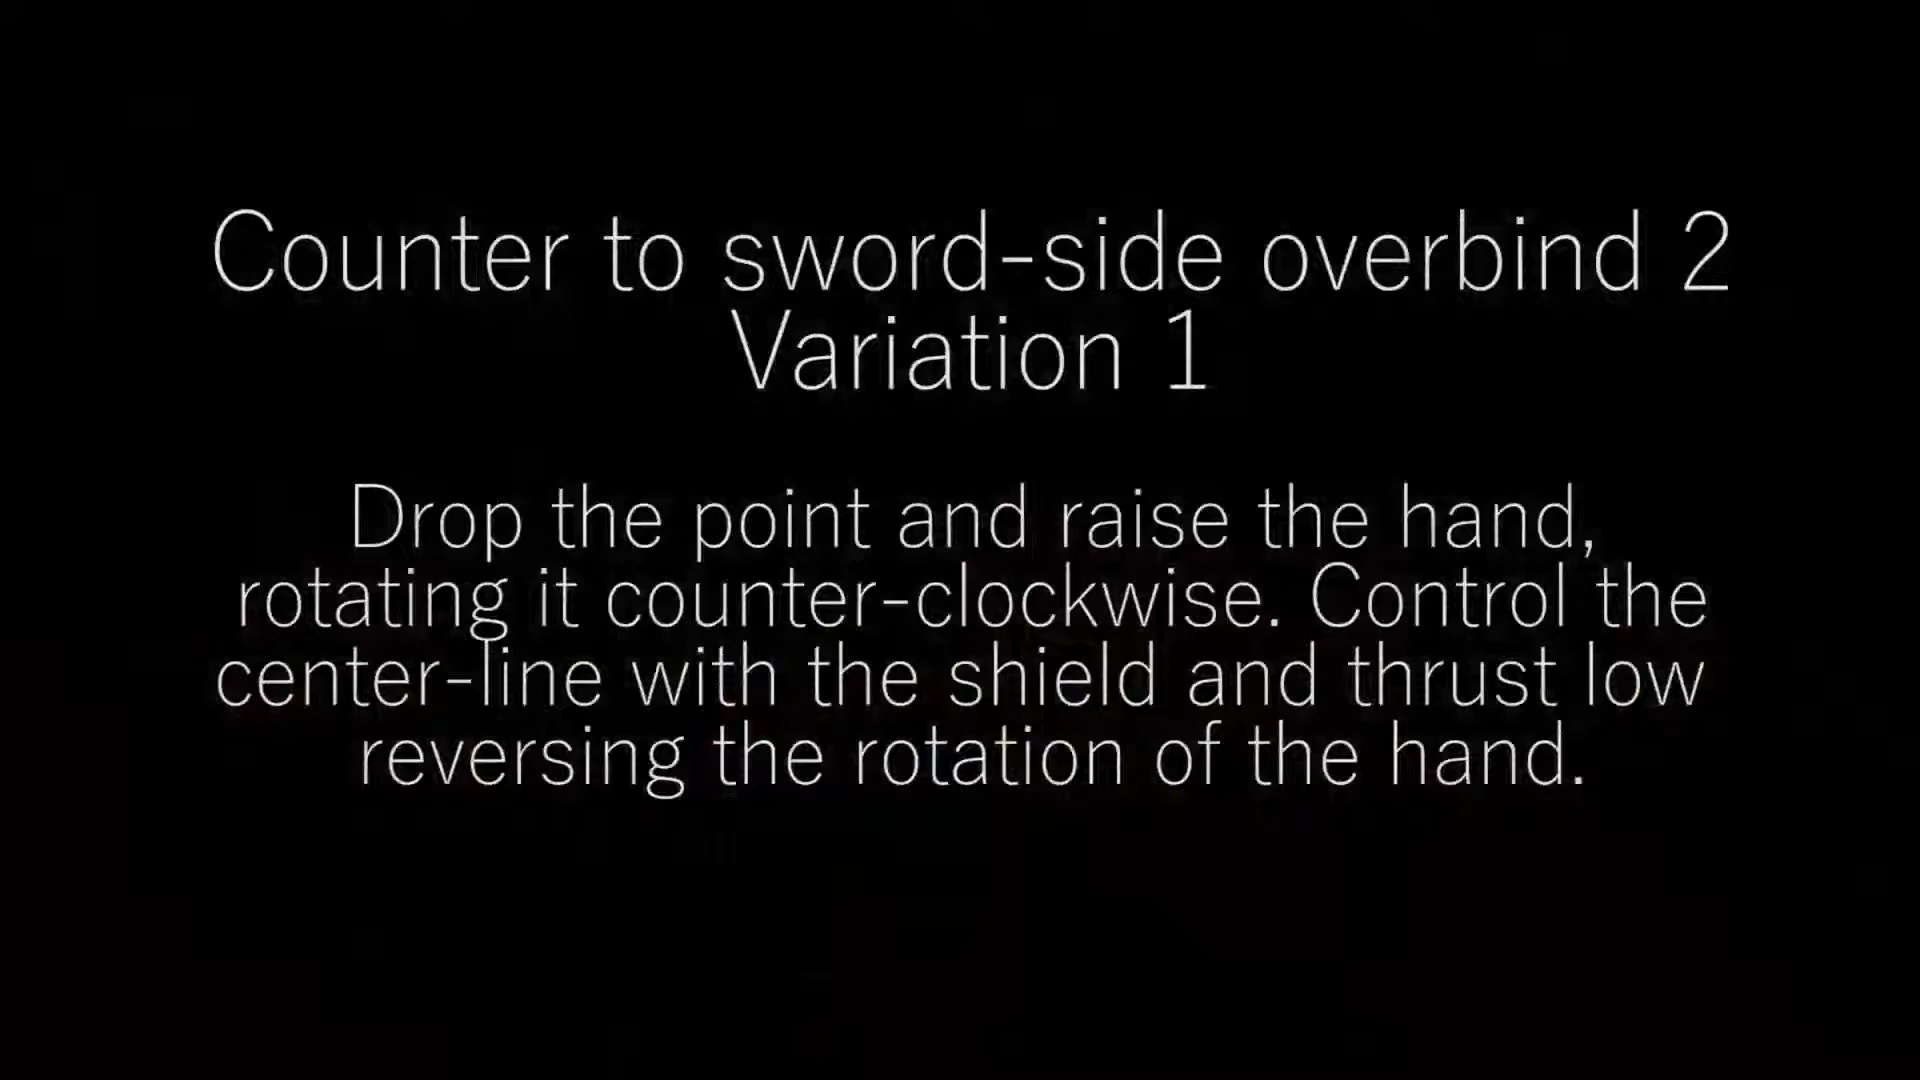 Counter to sword-side overbind 2
Variation 1
Drop the point and raise the hand,
rotating it counter-clockwise. Control the
center-line with the shield and thrust low
reversing the rotation of the hand.